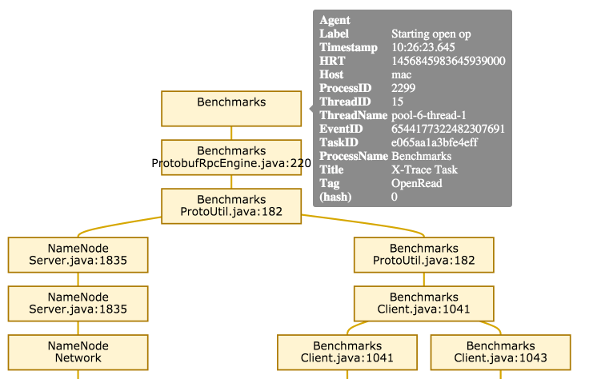 Agent
Label Starting open op
Timestamp 10:26:23.645
HRT 1456845983645939000
Host mac
ProcessID 2299
ThreadID 15
ThreadName pool-6-thread-1
EventID 6544177322482307691
TaskID e065aa1a3bfe4eff
ProcessName Benchmarks
Title X-Trace Task
Tag OpenRead
(hash) 0
Benchmarks
Benchmarks
ProtobufRpcEngine.java:220
Benchmarks
ProtoUtil.java:182
NameNode
Server.java:1835
Benchmarks
ProtoUtil.java:182
NameNode
Server.java:1835
Benchmarks
Client.java:1041
NameNode
Network
Benchmarks
Client.java:1041
Benchmarks
Client.java:1043